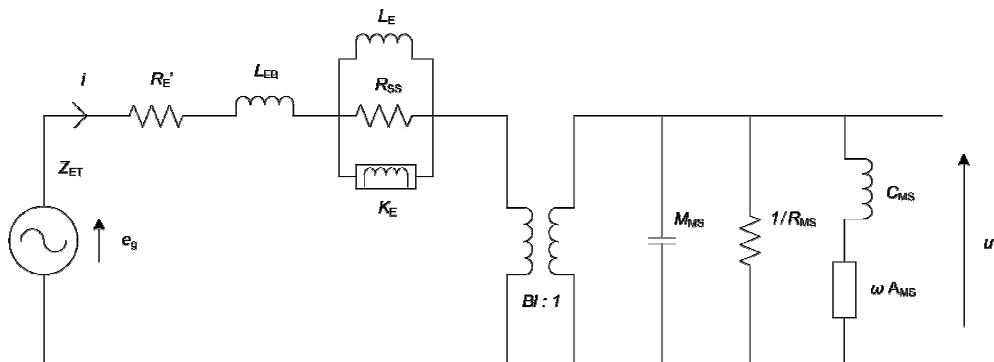 L_E
i
R_E'
L_EB
R_SS
Z_ET
K_E
e_g
M_MS
1/R_MS
C_MS
u
Bl : 1
ω A_MS